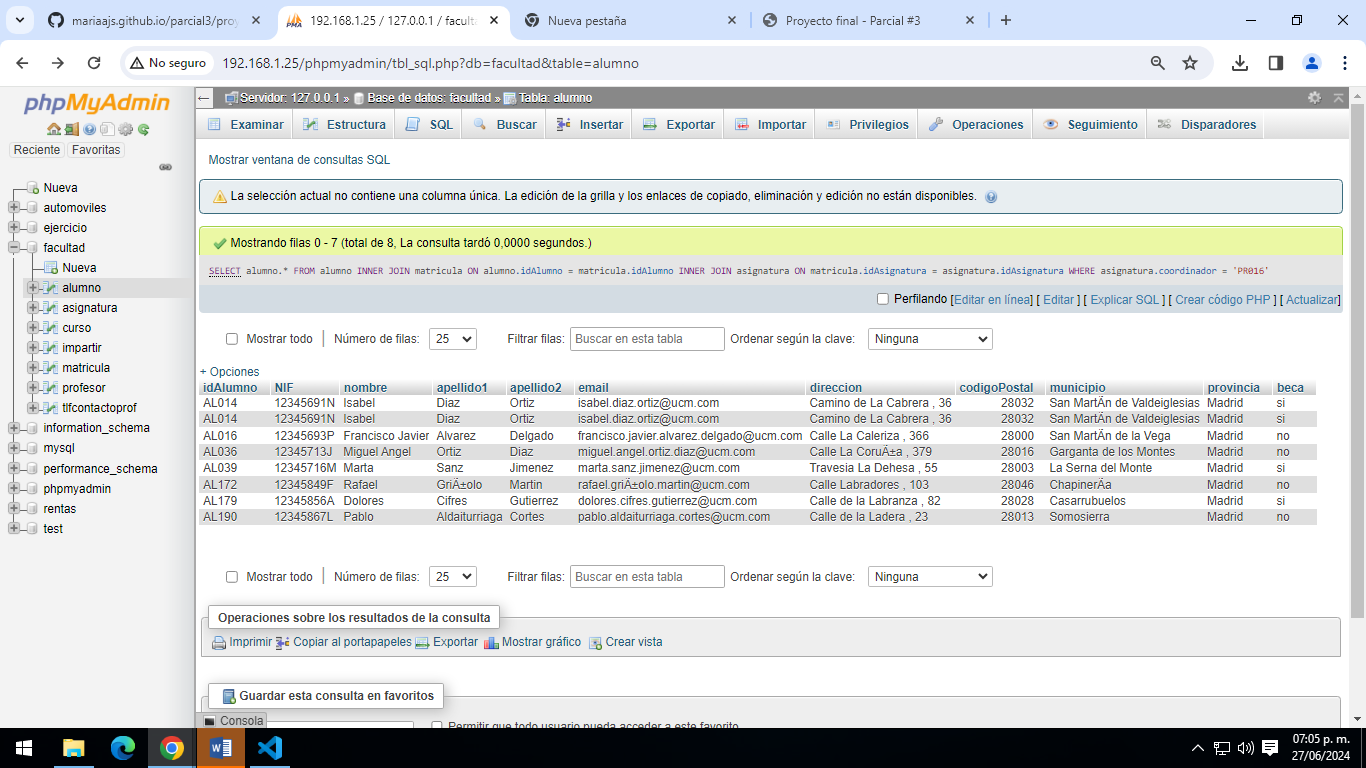 mariaajs.github.io/parcial3/proy
192.168.1.25 / 127.0.0.1 / faculta
Nueva pestaña
Proyecto final - Parcial #3
No seguro
192.168.1.25/phpmyadmin/tbl_sql.php?db=facultad&table=alumno
phpMyAdmin
Reciente Favoritas
Nueva
automoviles
ejercicio
facultad
Nueva
alumno
asignatura
curso
impartir
matricula
profesor
tlfcontactoprof
information_schema
mysql
performance_schema
phpmyadmin
rentas
test
Servidor: 127.0.0.1 » Base de datos: facultad » Tabla: alumno
Examinar Estructura SQL Buscar Insertar Exportar Importar Privilegios Operaciones Seguimiento Disparadores
Mostrar ventana de consultas SQL
La selección actual no contiene una columna única. La edición de la grilla y los enlaces de copiado, eliminación y edición no están disponibles.
Mostrando filas 0 - 7 (total de 8, La consulta tardó 0,0000 segundos.)
SELECT alumno.* FROM alumno INNER JOIN matricula ON alumno.idAlumno = matricula.idAlumno INNER JOIN asignatura ON matricula.idAsignatura = asignatura.idAsignatura WHERE asignatura.coordinador = 'PR016'
Perfilando [Editar en línea] [ Editar ] [ Explicar SQL ] [ Crear código PHP ] [ Actualizar]
Mostrar todo | Número de filas: 25 Filtrar filas: Buscar en esta tabla Ordenar según la clave: Ninguna
+ Opciones
idAlumno NIF nombre apellido1 apellido2 email direccion codigoPostal municipio provincia beca
AL014 12345691N Isabel Diaz Ortiz isabel.diaz.ortiz@ucm.com Camino de La Cabrera , 36 28032 San MartÄn de Valdeiglesias Madrid si
AL014 12345691N Isabel Diaz Ortiz isabel.diaz.ortiz@ucm.com Camino de La Cabrera , 36 28032 San MartÄn de Valdeiglesias Madrid si
AL016 12345693P Francisco Javier Alvarez Delgado francisco.javier.alvarez.delgado@ucm.com Calle La Caleriza , 366 28000 San MartÄn de la Vega Madrid no
AL036 12345713J Miguel Angel Ortiz Diaz miguel.angel.ortiz.diaz@ucm.com Calle La CoruÄ±a , 379 28016 Garganta de los Montes Madrid no
AL039 12345716M Marta Sanz Jimenez marta.sanz.jimenez@ucm.com Travesia La Dehesa , 55 28003 La Serna del Monte Madrid si
AL172 12345849F Rafael GriÄ±olo Martin rafael.griÄ±olo.martin@ucm.com Calle Labradores , 103 28046 ChapinerÄa Madrid no
AL179 12345856A Dolores Cifres Gutierrez dolores.cifres.gutierrez@ucm.com Calle de la Labranza , 82 28028 Casarrubuelos Madrid si
AL190 12345867L Pablo Aldaiturriaga Cortes pablo.aldaiturriaga.cortes@ucm.com Calle de la Ladera , 23 28013 Somosierra Madrid no
Mostrar todo | Número de filas: 25 Filtrar filas: Buscar en esta tabla Ordenar según la clave: Ninguna
Operaciones sobre los resultados de la consulta
Imprimir Copiar al portapapeles Exportar Mostrar gráfico Crear vista
Guardar esta consulta en favoritos
Consola
Permitir que todo usuario pueda acceder a este favorito
07:05 p. m.
27/06/2024